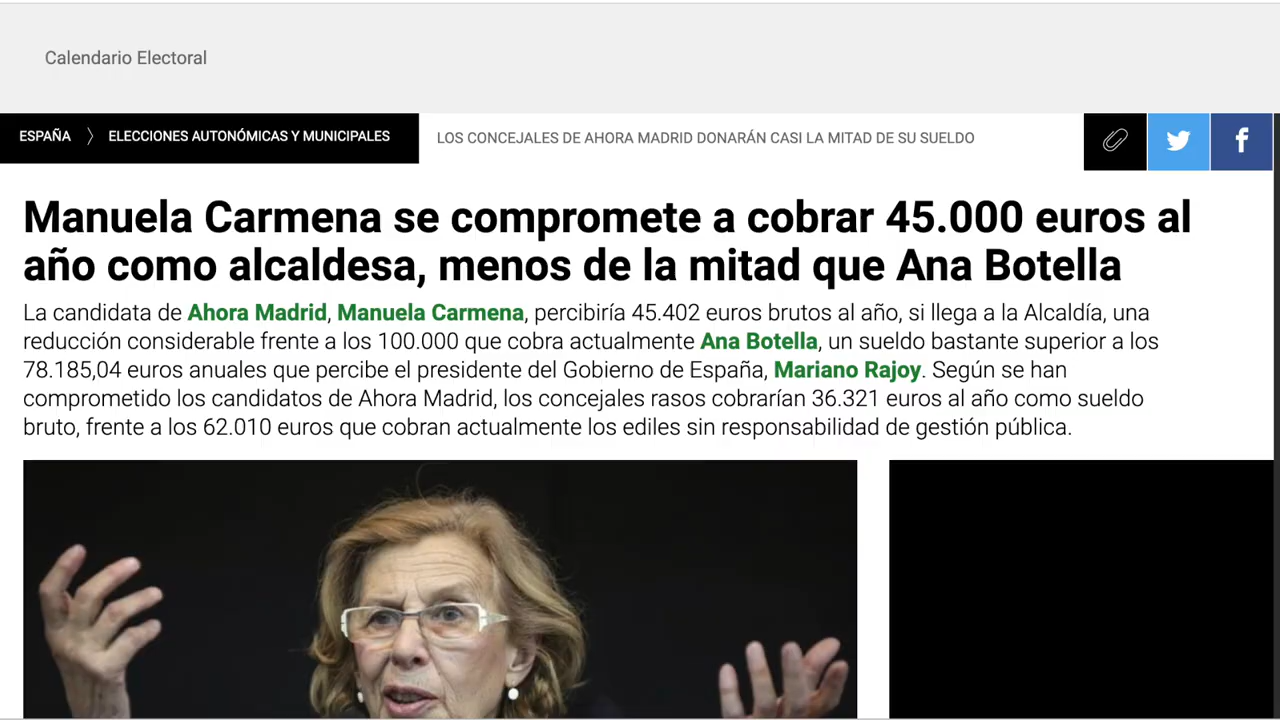 Calendario Electoral
ESPAÑA 〉 ELECCIONES AUTONÓMICAS Y MUNICIPALES
LOS CONCEJALES DE AHORA MADRID DONARÁN CASI LA MITAD DE SU SUELDO
Manuela Carmena se compromete a cobrar 45.000 euros al
año como alcaldesa, menos de la mitad que Ana Botella
La candidata de Ahora Madrid, Manuela Carmena, percibiría 45.402 euros brutos al año, si llega a la Alcaldía, una
reducción considerable frente a los 100.000 que cobra actualmente Ana Botella, un sueldo bastante superior a los
78.185,04 euros anuales que percibe el presidente del Gobierno de España, Mariano Rajoy. Según se han
comprometido los candidatos de Ahora Madrid, los concejales rasos cobrarían 36.321 euros al año como sueldo
bruto, frente a los 62.010 euros que cobran actualmente los ediles sin responsabilidad de gestión pública.